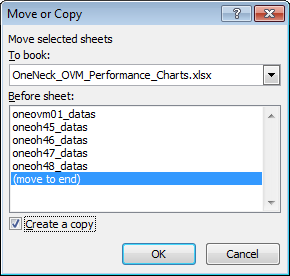 Move or Copy
Move selected sheets
To book:
OneNeck_OVM_Performance_Charts.xlsx
Before sheet:
oneovm01_datas
oneoh45_datas
oneoh46_datas
oneoh47_datas
oneoh48_datas
(move to end)
Create a copy
OK
Cancel